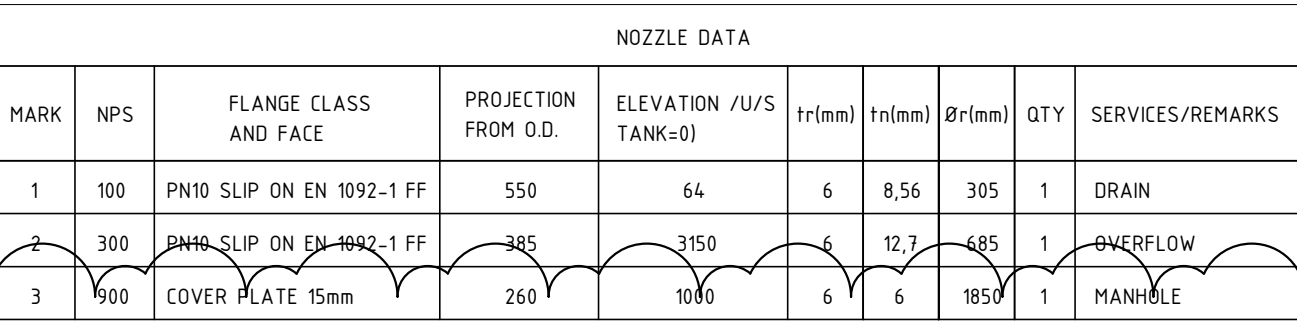 NOZZLE DATA
MARK NPS FLANGE CLASS AND FACE PROJECTION FROM O.D. ELEVATION /U/S TANK=0) tr(mm) tn(mm) Ør(mm) QTY SERVICES/REMARKS
1 100 PN10 SLIP ON EN 1092-1 FF 550 64 6 8,56 305 1 DRAIN
2 300 PN10 SLIP ON EN 1092-1 FF 385 3150 6 12,7 685 1 OVERFLOW
3 900 COVER PLATE 15mm 260 1000 6 6 1850 1 MANHOLE